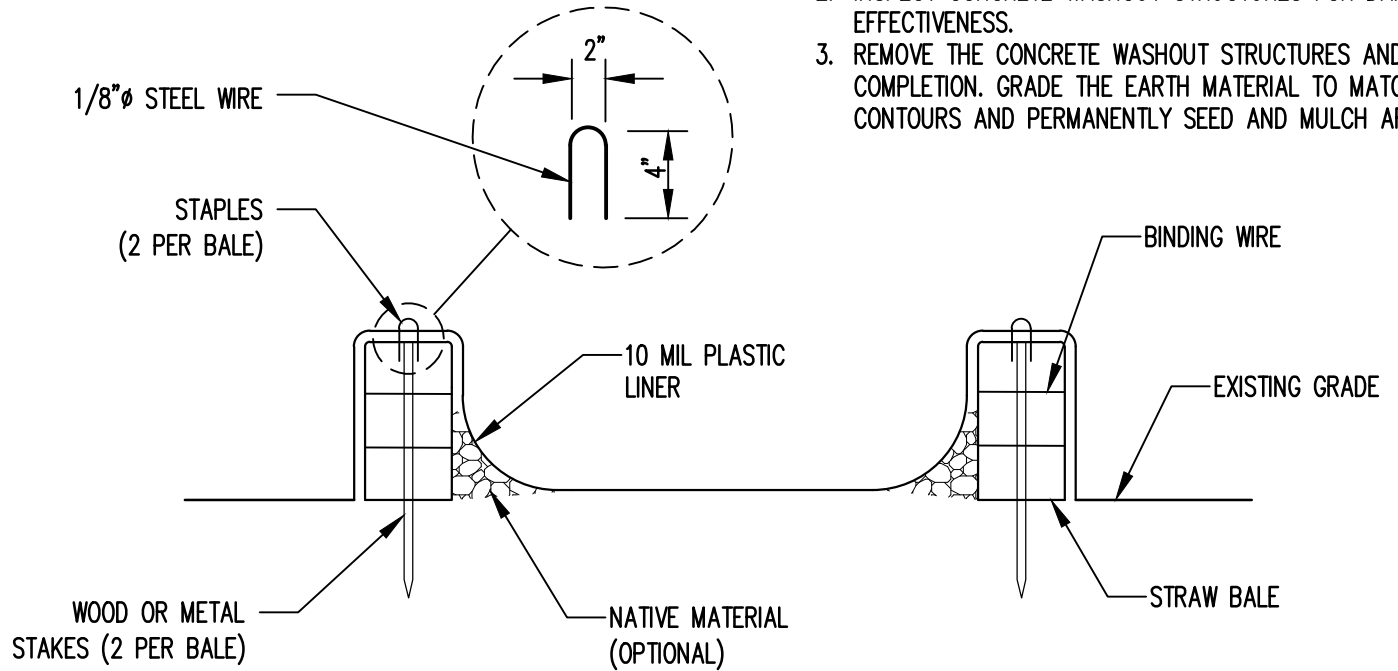 EFFECTIVENESS.
3. REMOVE THE CONCRETE WASHOUT STRUCTURES AND
COMPLETION. GRADE THE EARTH MATERIAL TO
CONTOURS AND PERMANENTLY SEED AND MULCH
2"
1/8"ø STEEL WIRE
4"
STAPLES
(2 PER BALE)
BINDING WIRE
10 MIL PLASTIC
LINER
EXISTING GRADE
WOOD OR METAL
STAKES (2 PER BALE)
NATIVE MATERIAL
(OPTIONAL)
STRAW BALE